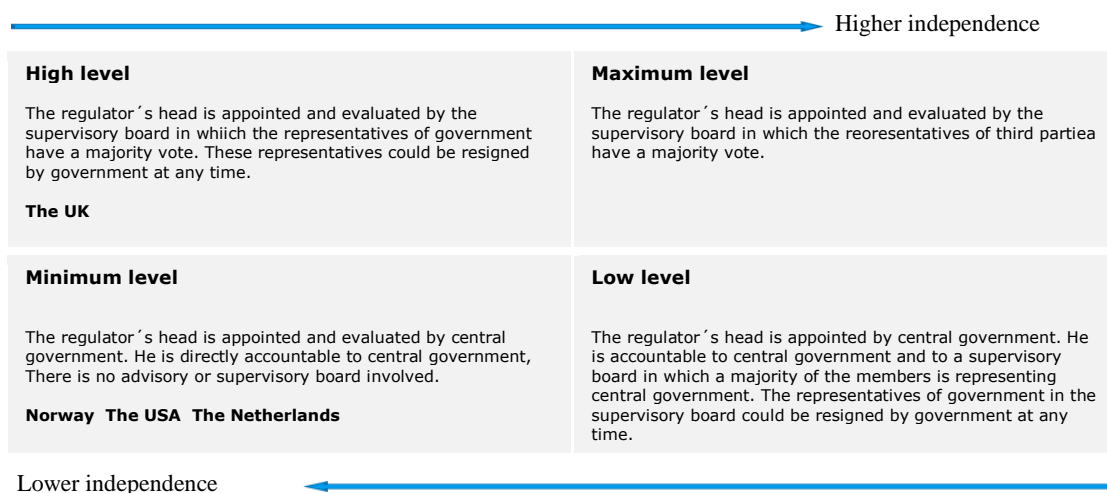 Higher independence
High level
The regulator´s head is appointed and evaluated by the
supervisory board in whiich the representatives of government
have a majority vote. These representatives could be resigned
by government at any time.
The UK
Maximum level
The regulator´s head is appointed and evaluated by the
supervisory board in which the reoresentatives of third partiea
have a majority vote.
Minimum level
The regulator´s head is appointed and evaluated by central
government. He is directly accountable to central government,
There is no advisory or supervisory board involved.
Norway The USA The Netherlands
Low level
The regulator´s head is appointed by central government. He
is accountable to central government and to a supervisory
board in which a majority of the members is representing
central government. The representatives of government in the
supervisory board could be resigned by government at any
time.
Lower independence